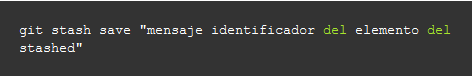 git stash save "mensaje identificador del elemento del
stashed"